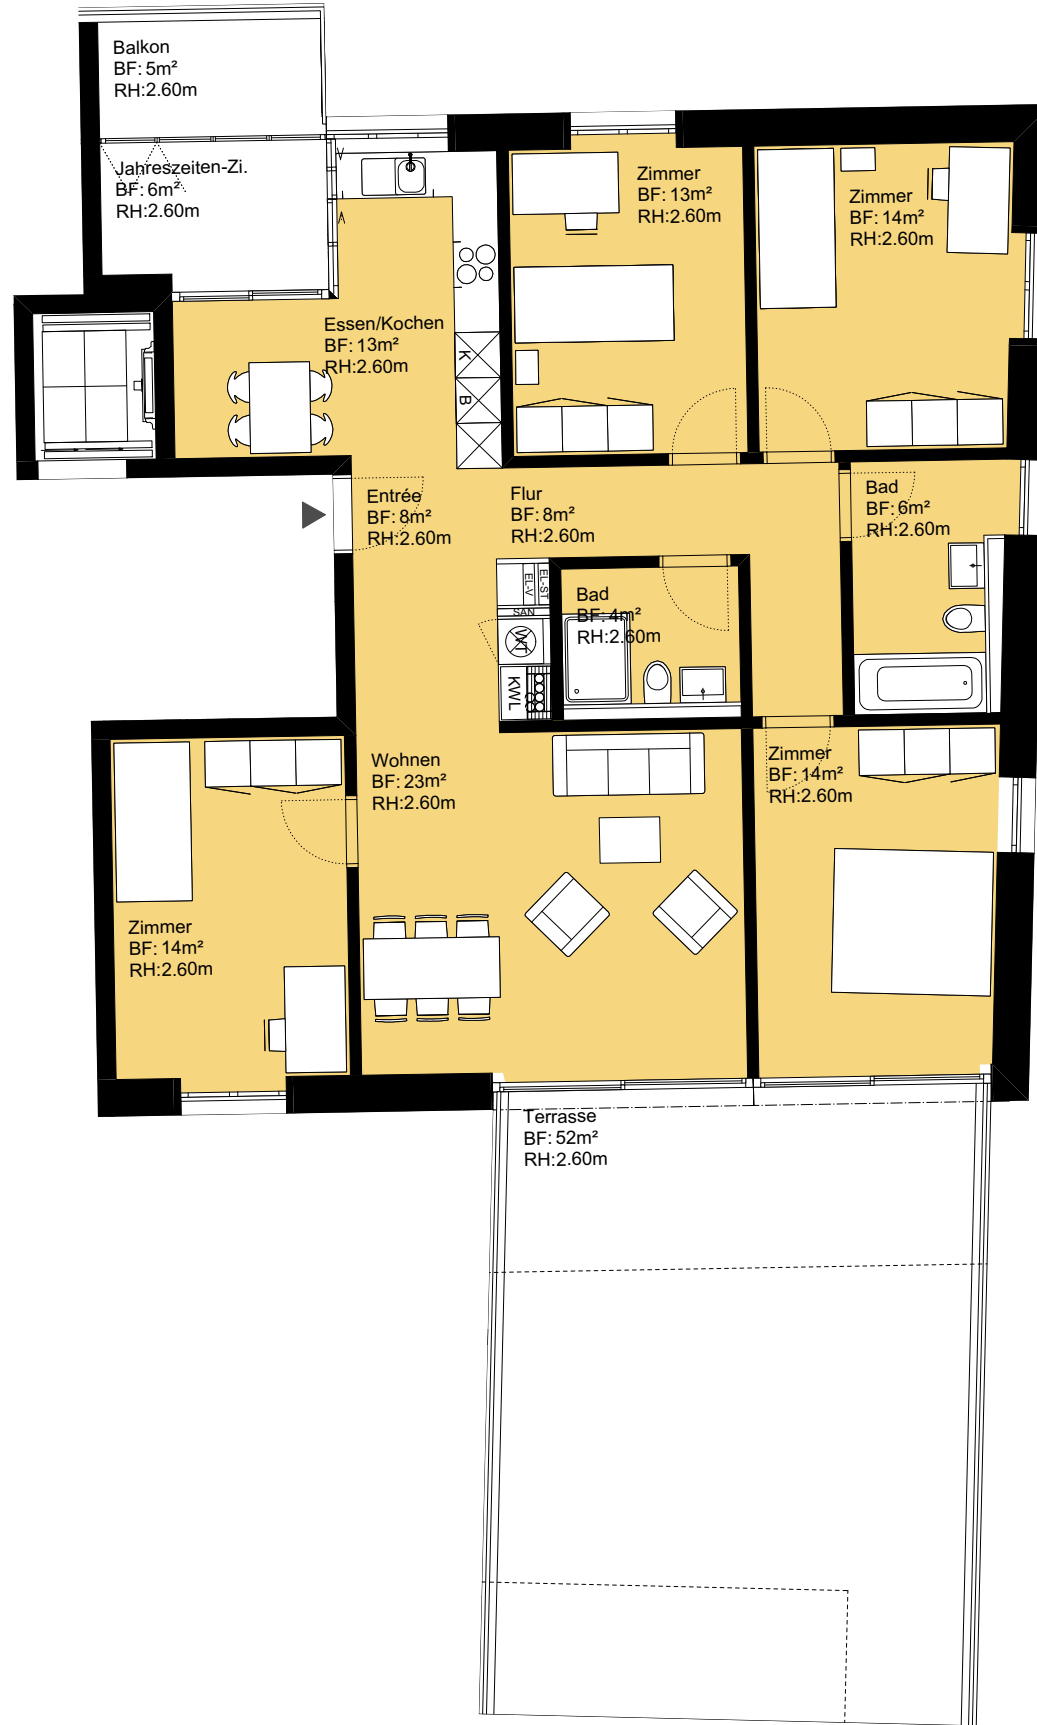 Balkon
BF: 5m²
RH:2.60m
Jahreszeiten-Zi.
BF: 6m²
RH:2.60m
Zimmer
BF: 13m²
RH:2.60m
Zimmer
BF: 14m²
RH:2.60m
Essen/Kochen
BF: 13m²
RH:2.60m
K
B
Entrée
BF: 8m²
RH:2.60m
Flur
BF: 8m²
RH:2.60m
Bad
BF: 6m²
RH:2.60m
EL-V
EL-ST
SAN
WT
KWL
Bad
BF: 4m²
RH:2.60m
Wohnen
BF: 23m²
RH:2.60m
Zimmer
BF: 14m²
RH:2.60m
Zimmer
BF: 14m²
RH:2.60m
Terrasse
BF: 52m²
RH:2.60m